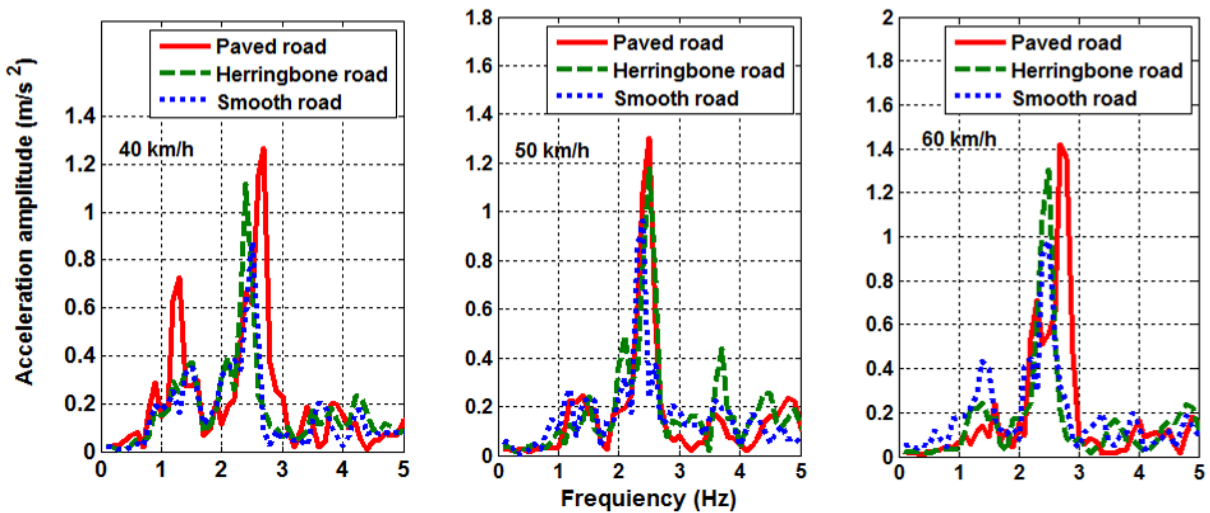 Acceleration amplitude (m/s²)
Paved road
Herringbone road
Smooth road
40 km/h
1.4
1.2
1
0.8
0.6
0.4
0.2
0
0 1 2 3 4 5
Paved road
Herringbone road
Smooth road
50 km/h
1.8
1.6
1.4
1.2
1
0.8
0.6
0.4
0.2
0
0 1 2 3 4 5
Paved road
Herringbone road
Smooth road
60 km/h
2
1.8
1.6
1.4
1.2
1
0.8
0.6
0.4
0.2
0
0 1 2 3 4 5
Frequiency (Hz)